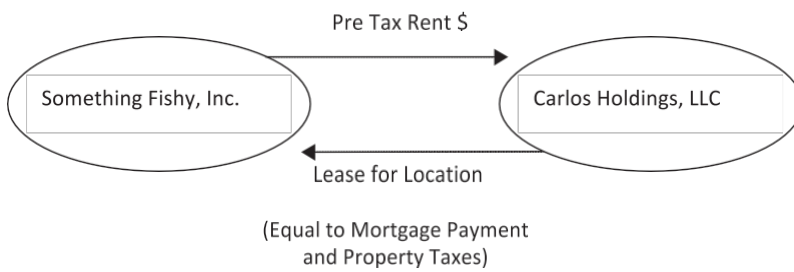 Pre Tax Rent $
Something Fishy, Inc.
Carlos Holdings, LLC
Lease for Location
(Equal to Mortgage Payment
and Property Taxes)